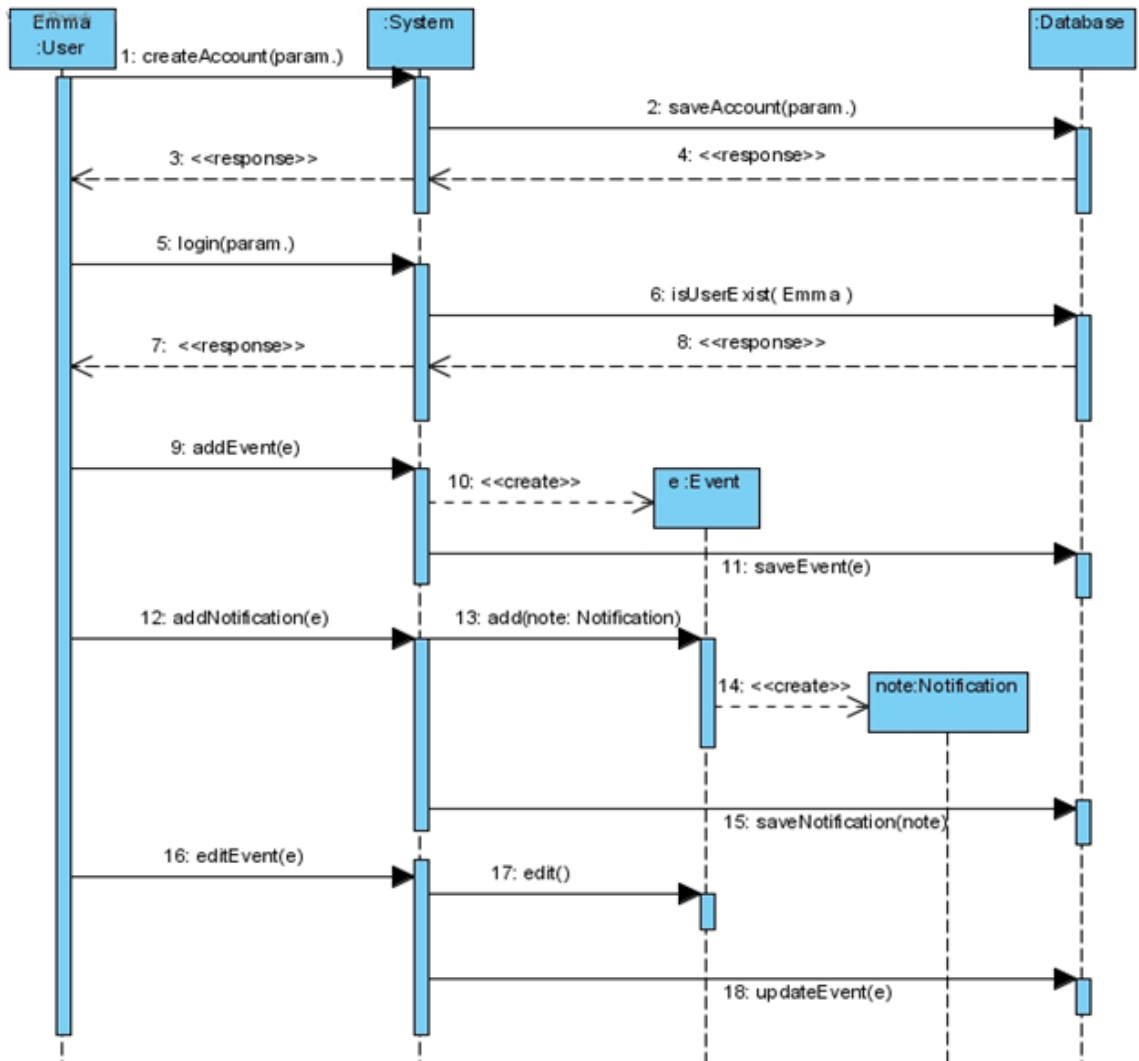 Emma
:User
:System
:Database
1: createAccount(param.)
2: saveAccount(param.)
3: <<response>>
4: <<response>>
5: login(param.)
6: isUserExist( Emma )
7: <<response>>
8: <<response>>
9: addEvent(e)
10: <<create>>
e :Event
11: saveEvent(e)
12: addNotification(e)
13: add(note: Notification)
14: <<create>>
note:Notification
15: saveNotification(note)
16: editEvent(e)
17: edit()
18: updateEvent(e)